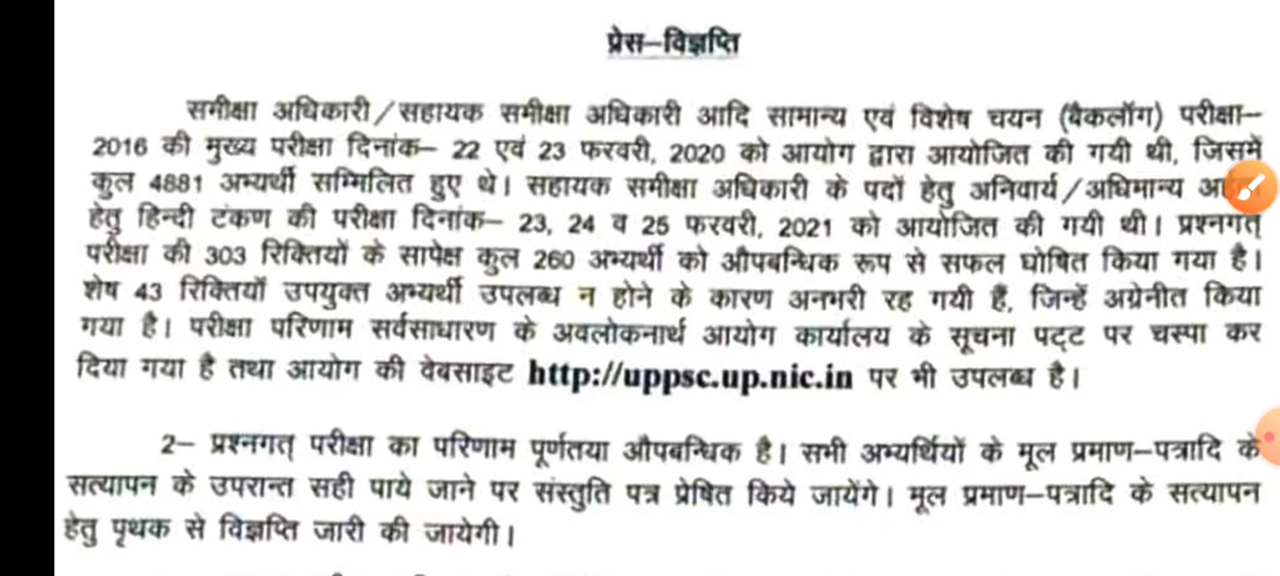 प्रेस–विज्ञप्ति
समीक्षा अधिकारी/सहायक समीक्षा अधिकारी आदि सामान्य एवं विशेष चयन (बैकलॉग) परीक्षा–
2016 की मुख्य परीक्षा दिनांक– 22 एवं 23 फरवरी, 2020 को आयोग द्वारा आयोजित की गयी थी, जिसमें
कुल 4881 अभ्यर्थी सम्मिलित हुए थे। सहायक समीक्षा अधिकारी के पदों हेतु अनिवार्य/अधिमान्य
हेतु हिन्दी टंकण की परीक्षा दिनांक– 23, 24 व 25 फरवरी, 2021 को आयोजित की गयी थी। प्रश्नगत्
परीक्षा की 303 रिक्तियों के सापेक्ष कुल 260 अभ्यर्थी को औपबन्धिक रूप से सफल घोषित किया गया है।
शेष 43 रिक्तियाँ उपयुक्त अभ्यर्थी उपलब्ध न होने के कारण अनभरी रह गयी हैं, जिन्हें अग्रेनीत किया
गया है। परीक्षा परिणाम सर्वसाधारण के अवलोकनार्थ आयोग कार्यालय के सूचना पट्ट पर चस्पा कर
दिया गया है तथा आयोग की वेबसाइट http://uppsc.up.nic.in पर भी उपलब्ध है।
2– प्रश्नगत् परीक्षा का परिणाम पूर्णतया औपबन्धिक है। सभी अभ्यर्थियों के मूल प्रमाण–पत्रादि के
सत्यापन के उपरान्त सही पाये जाने पर संस्तुति पत्र प्रेषित किये जायेंगे। मूल प्रमाण–पत्रादि के सत्यापन
हेतु पृथक से विज्ञप्ति जारी की जायेगी।